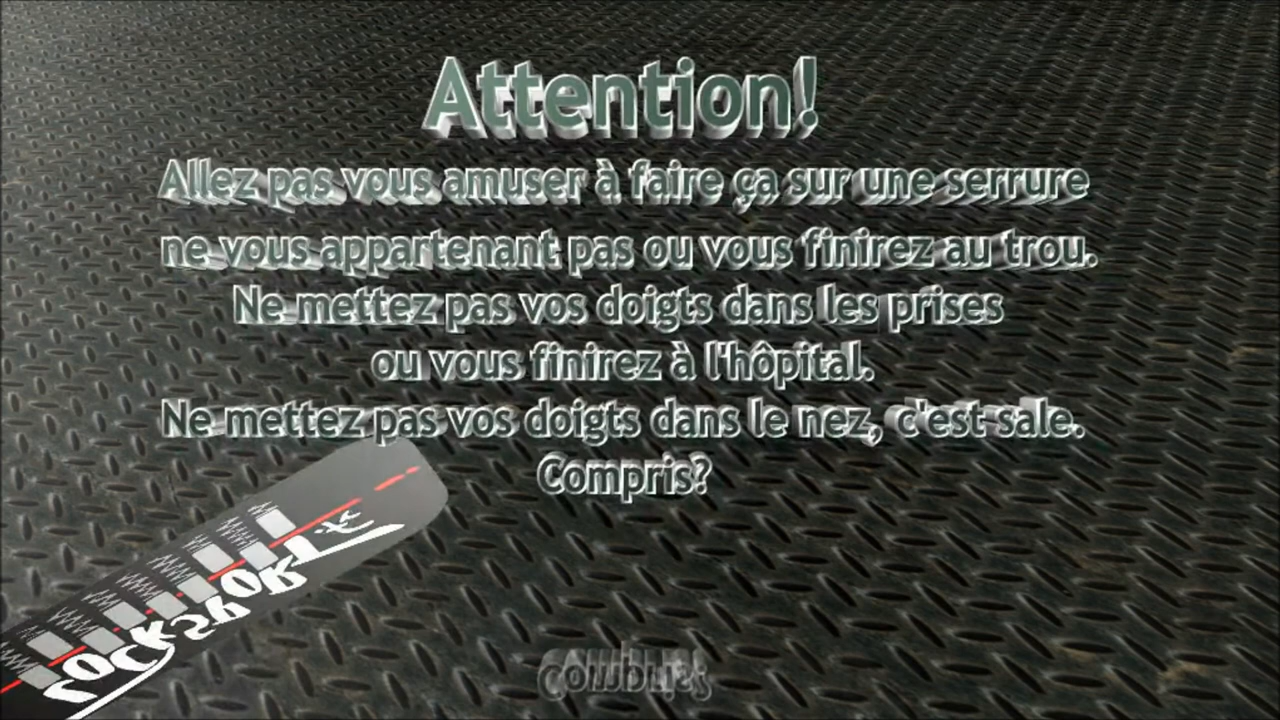 Attention!
Allez pas vous amuser à faire ça sur une serrure
ne vous appartenant pas ou vous finirez au trou.
Ne mettez pas vos doigts dans les prises
ou vous finirez à l'hôpital.
Ne mettez pas vos doigts dans le nez, c'est sale.
Compris?
LOCKSPORT.fr